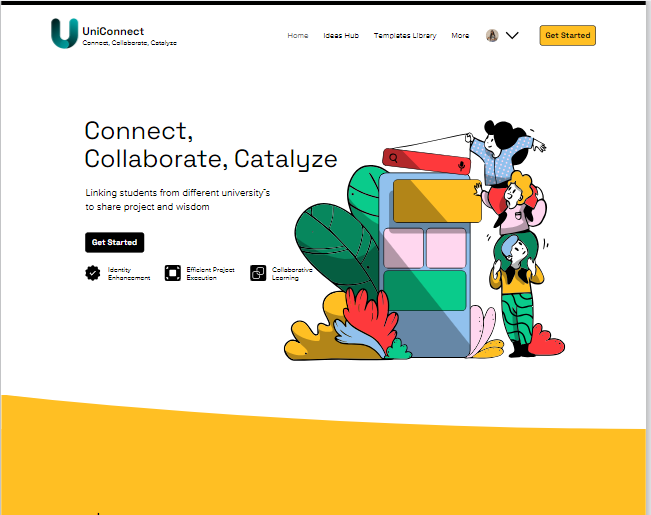 UniConnect
Connect, Collaborate, Catalyze
Home
Ideas Hub
Templates Library
More
Get Started
Connect,
Collaborate, Catalyze
Linking students from different university's
to share project and wisdom
Get Started
Identity
Enhancement
Efficient Project
Execution
Collaborative
Learning